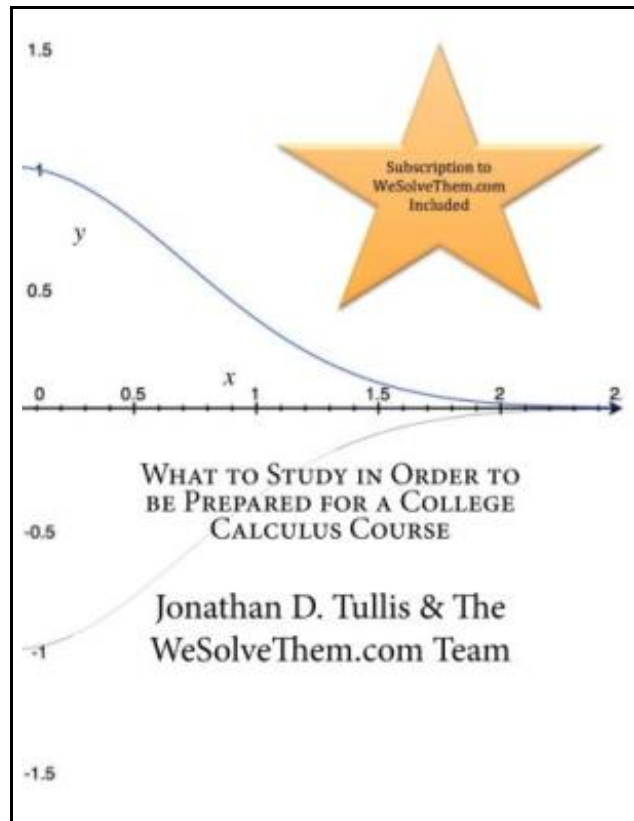 1.5
Subscription to
WeSolveThem.com
Included
1
y
0.5
x
0 0.5 1 1.5 2 2.
WHAT TO STUDY IN ORDER TO
BE PREPARED FOR A COLLEGE
CALCULUS COURSE
-0.5
Jonathan D. Tullis & The
WeSolveThem.com Team
-1
-1.5